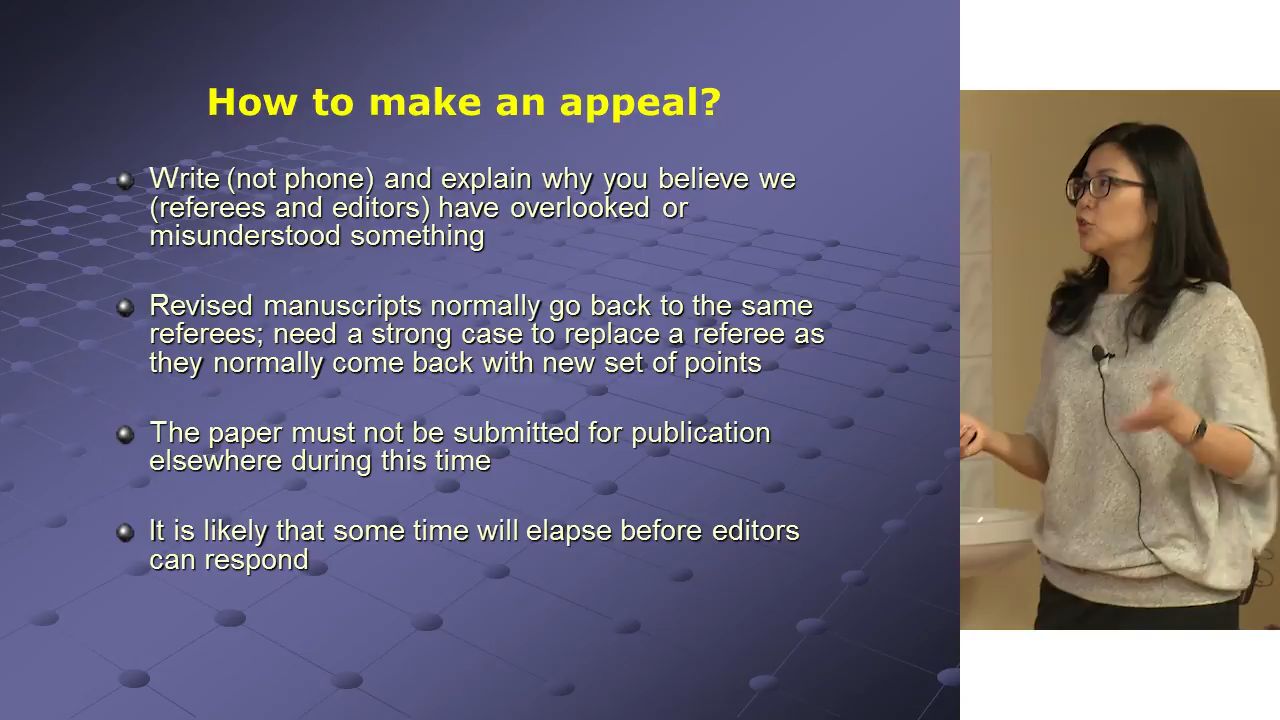 How to make an appeal?
Write (not phone) and explain why you believe we
(referees and editors) have overlooked or
misunderstood something
Revised manuscripts normally go back to the same
referees; need a strong case to replace a referee as
they normally come back with new set of points
The paper must not be submitted for publication
elsewhere during this time
It is likely that some time will elapse before editors
can respond